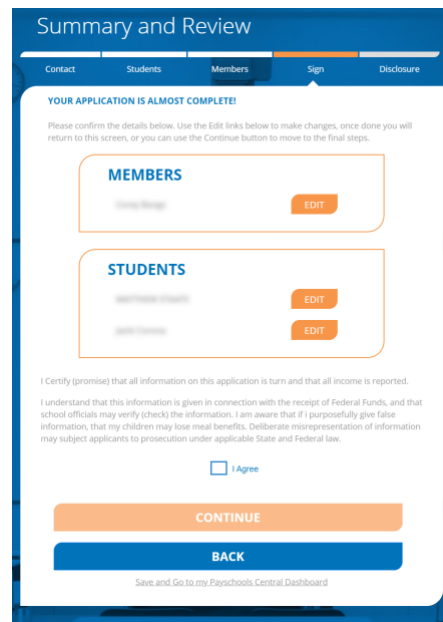 Summary and Review
Contact Students Members Sign Disclosure
YOUR APPLICATION IS ALMOST COMPLETE!
Please confirm the details below. Use the Edit links below to make changes, once done you will
return to this screen, or you can use the Continue button to move to the final steps.
MEMBERS
EDIT
STUDENTS
EDIT
EDIT
I Certify (promise) that all information on this application is turn and that all income is reported.
I understand that this information is given in connection with the receipt of Federal Funds, and that
school officials may verify (check) the information. I am aware that if i purposefully give false
information, that my children may lose meal benefits. Deliberate misrepresentation of information
may subject applicants to prosecution under applicable State and Federal law.
I Agree
CONTINUE
BACK
Save and Go to my Payschools Central Dashboard